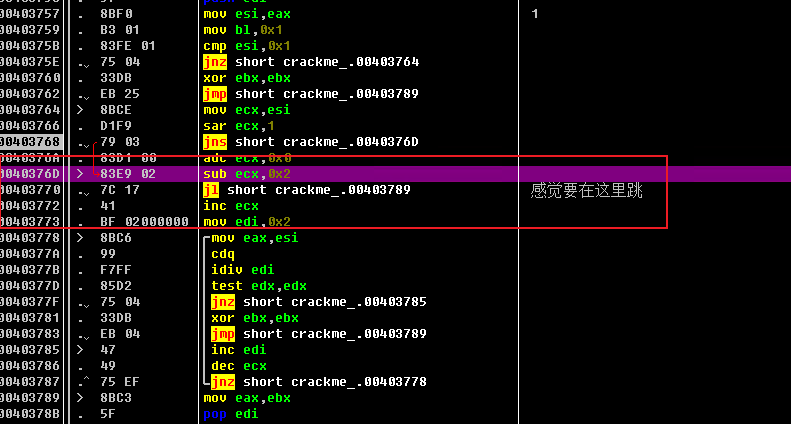 00403757 . 8BF0 mov esi,eax 1
00403759 . B3 01 mov bl,0x1
0040375B . 83FE 01 cmp esi,0x1
0040375E . 75 04 jnz short crackme_.00403764
00403760 . 33DB xor ebx,ebx
00403762 . EB 25 jmp short crackme_.00403789
00403764 > 8BCE mov ecx,esi
00403766 . D1F9 sar ecx,1
00403768 . 79 03 jns short crackme_.0040376D
0040376A . 83D1 00 adc ecx,0x0
0040376D > 83E9 02 sub ecx,0x2
00403770 . 7C 17 jl short crackme_.00403789 感觉要在这里跳
00403772 . 41 inc ecx
00403773 . BF 02000000 mov edi,0x2
00403778 > 8BC6 mov eax,esi
0040377A . 99 cdq
0040377B . F7FF idiv edi
0040377D . 85D2 test edx,edx
0040377F . 75 04 jnz short crackme_.00403785
00403781 . 33DB xor ebx,ebx
00403783 . EB 04 jmp short crackme_.00403789
00403785 > 47 inc edi
00403786 . 49 dec ecx
00403787 .^ 75 EF jnz short crackme_.00403778
00403789 > 8BC3 mov eax,ebx
0040378B . 5F pop edi